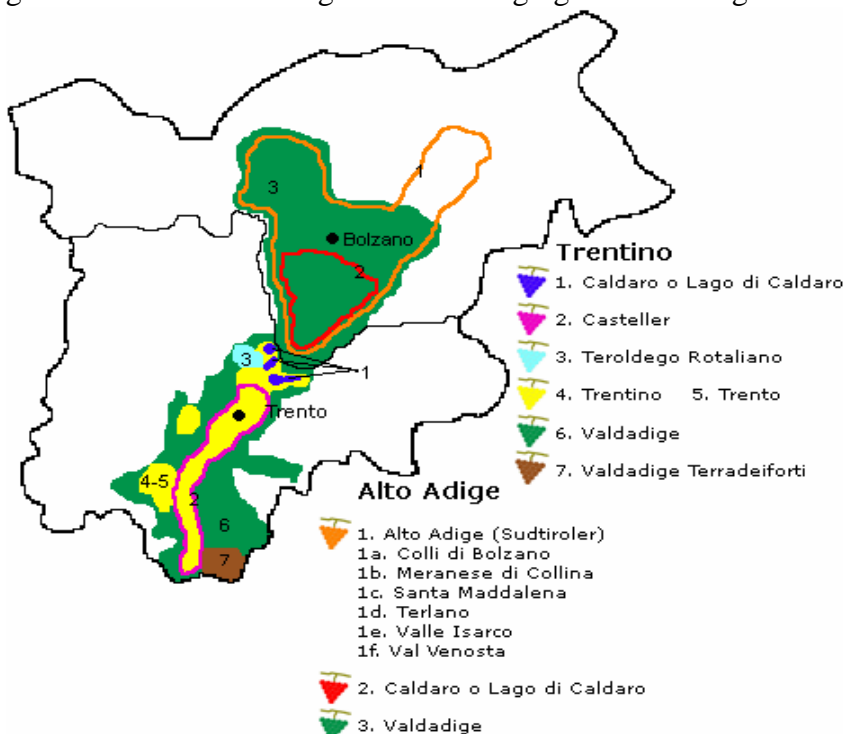 1
3
Bolzano
2
Trentino
1. Caldaro o Lago di Caldaro
2. Casteller
3. Teroldego Rotaliano
4. Trentino 5. Trento
6. Valdadige
7. Valdadige Terradeiforti
3
1
Trento
4-5
2
6
7
Alto Adige
1. Alto Adige (Sudtiroler)
1a. Colli di Bolzano
1b. Meranese di Collina
1c. Santa Maddalena
1d. Terlano
1e. Valle Isarco
1f. Val Venosta
2. Caldaro o Lago di Caldaro
3. Valdadige